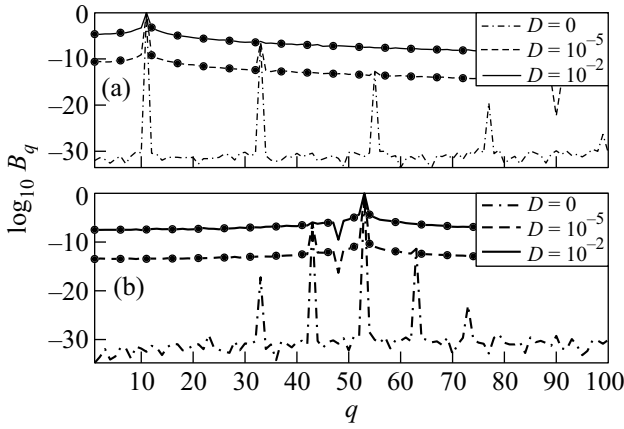 0
−10
−20
−30
(a)
D = 0
D = 10⁻⁵
D = 10⁻²
log₁₀ B_q
0
−10
−20
−30
(b)
D = 0
D = 10⁻⁵
D = 10⁻²
10 20 30 40 50 60 70 80 90 100
q